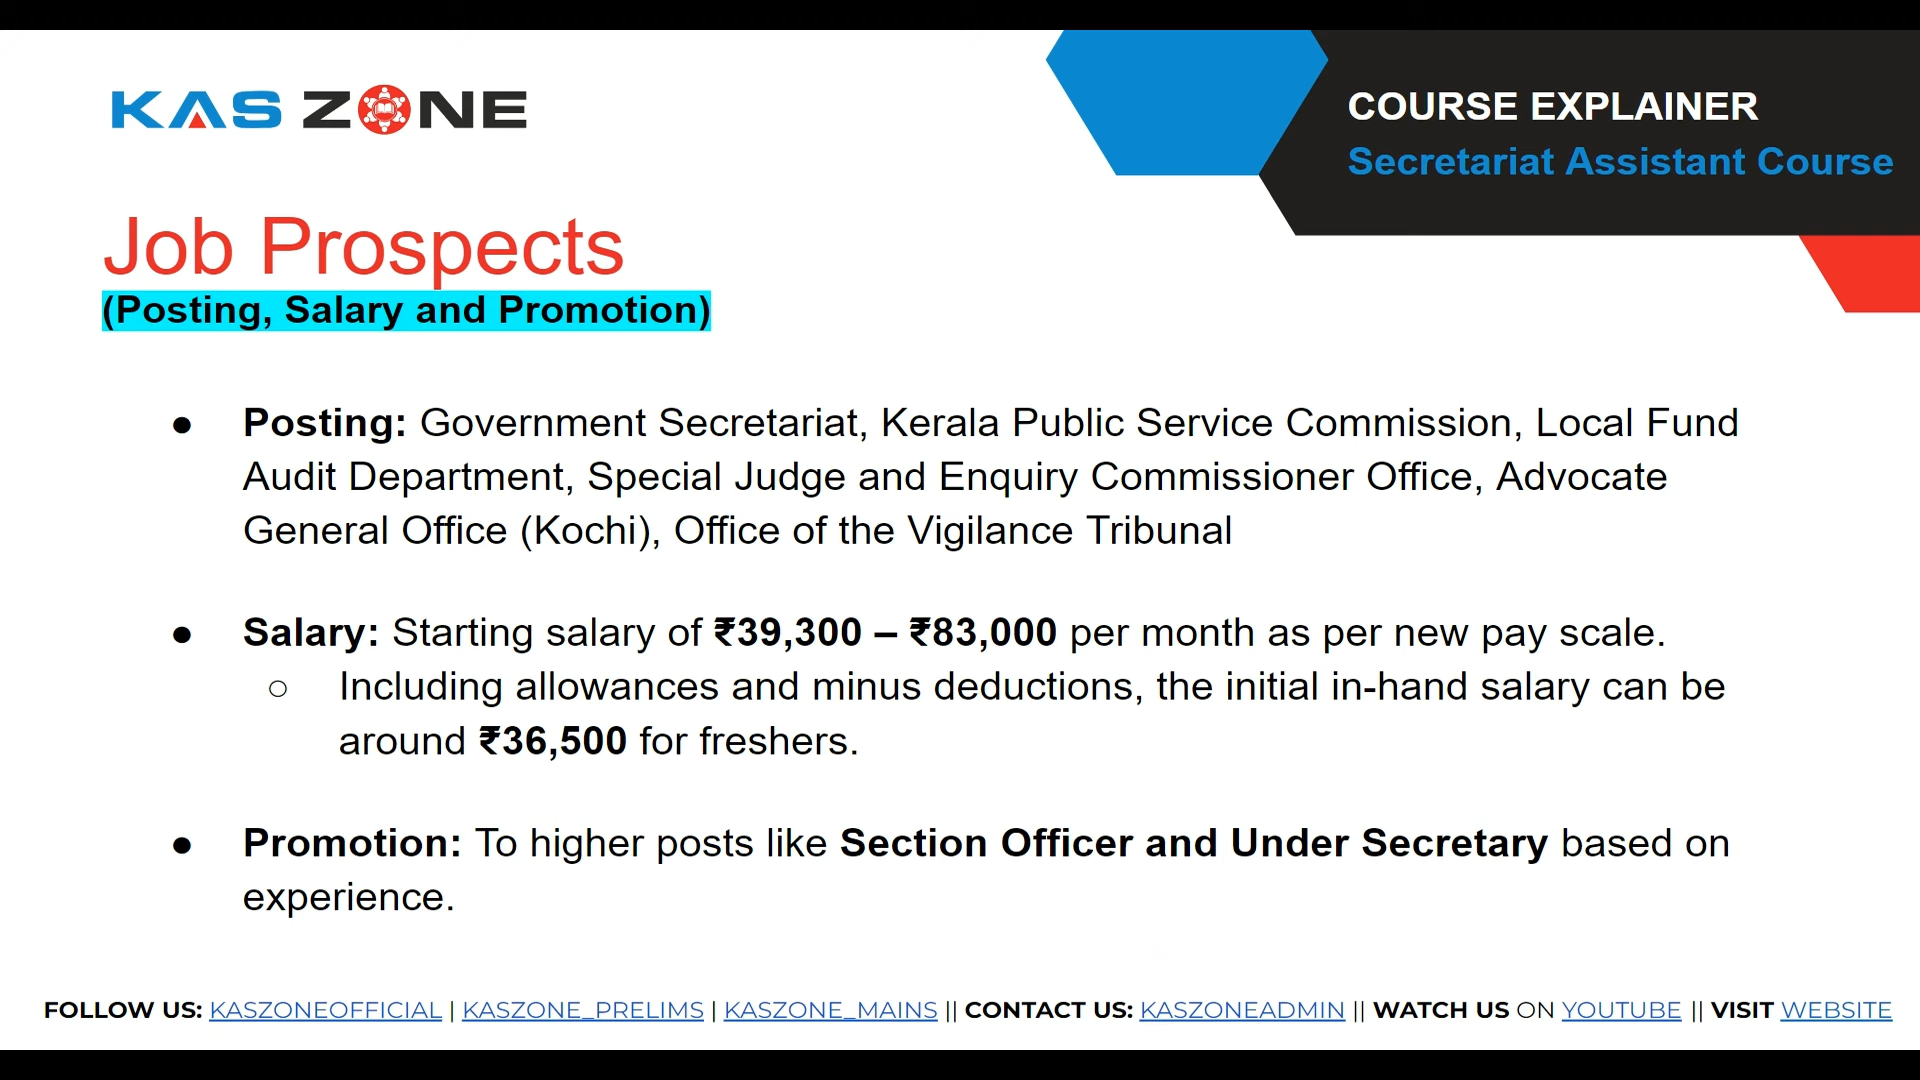 KAS ZONE
COURSE EXPLAINER
Secretariat Assistant Course
Job Prospects
(Posting, Salary and Promotion)
● Posting: Government Secretariat, Kerala Public Service Commission, Local Fund
Audit Department, Special Judge and Enquiry Commissioner Office, Advocate
General Office (Kochi), Office of the Vigilance Tribunal
● Salary: Starting salary of ₹39,300 – ₹83,000 per month as per new pay scale.
○ Including allowances and minus deductions, the initial in-hand salary can be
around ₹36,500 for freshers.
● Promotion: To higher posts like Section Officer and Under Secretary based on
experience.
FOLLOW US: KASZONEOFFICIAL | KASZONE_PRELIMS | KASZONE_MAINS || CONTACT US: KASZONEADMIN || WATCH US ON YOUTUBE || VISIT WEBSITE